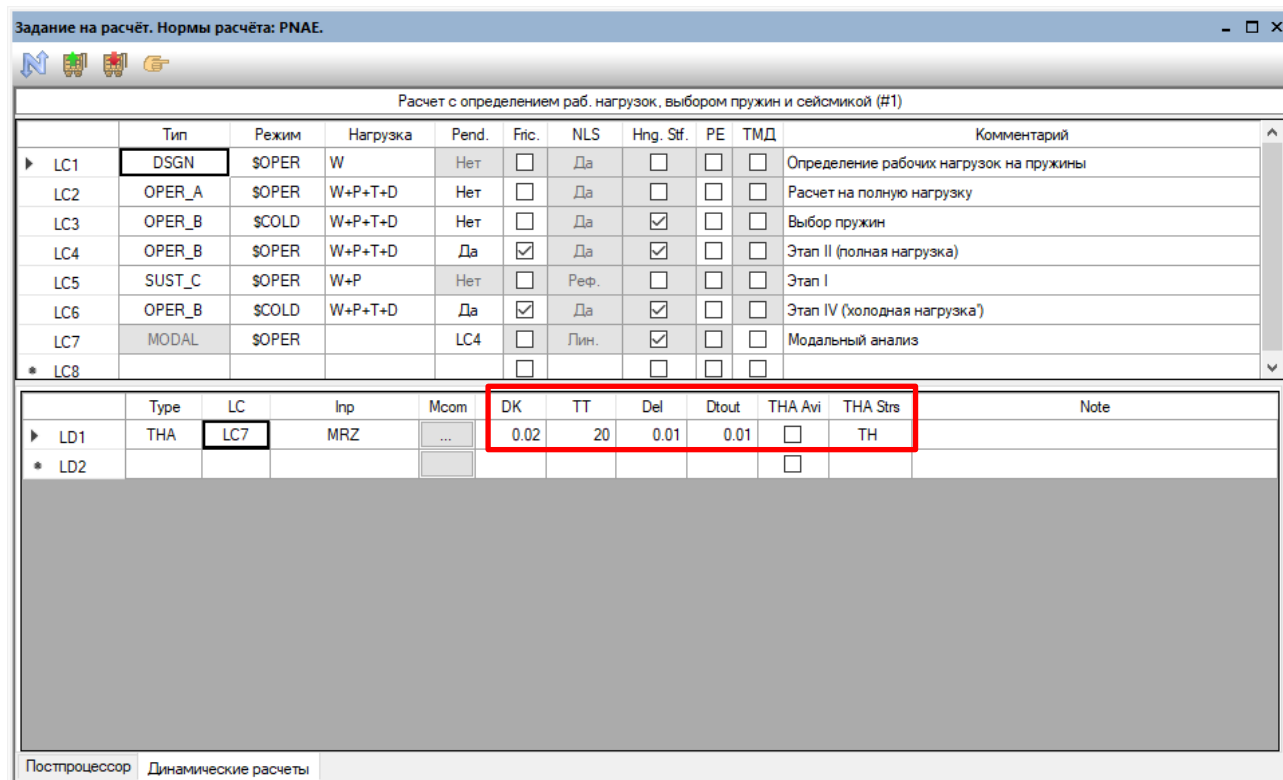 Задание на расчёт. Нормы расчёта: PNAE.
Расчет с определением раб. нагрузок, выбором пружин и сейсмикой (#1)
Тип Режим Нагрузка Pend. Fric. NLS Hng. Stf. PE ТМД Комментарий
LC1 DSGN $OPER W Нет Да Определение рабочих нагрузок на пружины
LC2 OPER_A $OPER W+P+T+D Нет Да Расчет на полную нагрузку
LC3 OPER_B $COLD W+P+T+D Нет Да Выбор пружин
LC4 OPER_B $OPER W+P+T+D Да Да Этап II (полная нагрузка)
LC5 SUST_C $OPER W+P Нет Реф. Этап I
LC6 OPER_B $COLD W+P+T+D Да Да Этап IV ('холодная нагрузка')
LC7 MODAL $OPER LC4 Лин. Модальный анализ
LC8
Type LC Inp Mcom DK TT Del Dtout THA Avi THA Strs Note
LD1 THA LC7 MRZ ... 0.02 20 0.01 0.01 TH
LD2
Постпроцессор Динамические расчеты